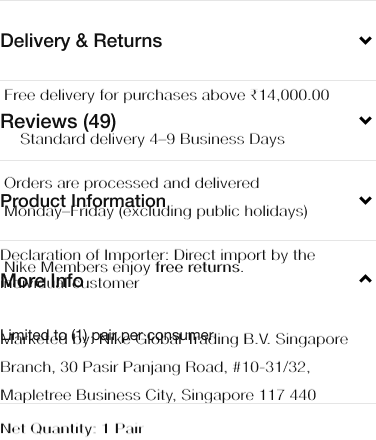 Delivery & Returns
Free delivery for purchases above ₹14,000.00
Reviews (49)
Standard delivery 4–9 Business Days
Orders are processed and delivered
Product Information
Monday–Friday (excluding public holidays)
Declaration of Importer: Direct import by the
Nike Members enjoy free returns.
More Info
individual customer
Limited to (1) pair per consumer
Marketed by: Nike Global Trading B.V. Singapore
Branch, 30 Pasir Panjang Road, #10-31/32,
Mapletree Business City, Singapore 117 440
Net Quantity: 1 Pair